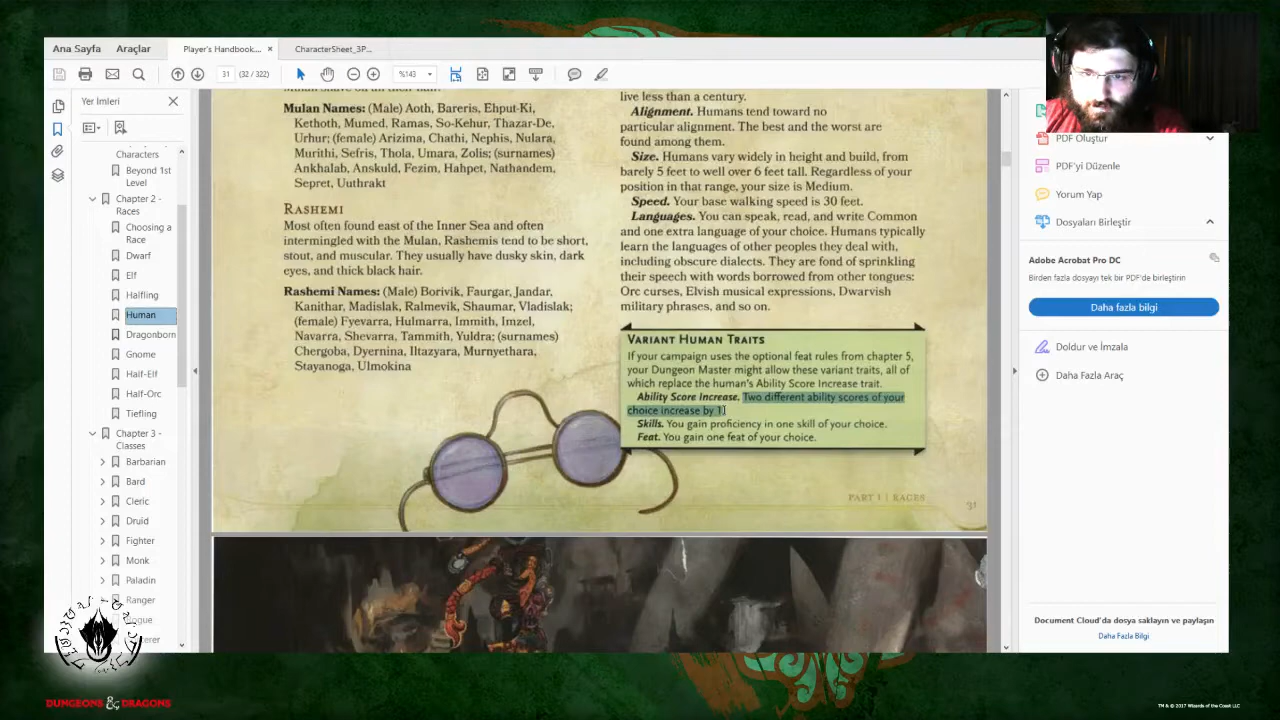 Ana Sayfa
Araçlar
Player's Handbook....
CharacterSheet_3P...
31
(32 / 322)
%143
Yer İmleri
Characters
Beyond 1st
Level
Chapter 2 -
Races
Choosing a
Race
Dwarf
Elf
Halfling
Human
Dragonborn
Gnome
Half-Elf
Half-Orc
Tiefling
Chapter 3 -
Classes
Barbarian
Bard
Cleric
Druid
Fighter
Monk
Paladin
Ranger
Mulan Names: (Male) Aoth, Bareris, Ehput-Ki,
Kethoth, Mumed, Ramas, So-Kehur, Thazar-De,
Urhur; (female) Arizima, Chathi, Nephis, Nulara,
Murithi, Sefris, Thola, Umara, Zolis; (surnames)
Ankhalab, Anskuld, Fezim, Hahpet, Nathandem,
Sepret, Uuthrakt
RASHEMI
Most often found east of the Inner Sea and often
intermingled with the Mulan, Rashemis tend to be short,
stout, and muscular. They usually have dusky skin, dark
eyes, and thick black hair.
Rashemi Names: (Male) Borivik, Faurgar, Jandar,
Kanithar, Madislak, Ralmevik, Shaumar, Vladislak;
(female) Fyevarra, Hulmarra, Immith, Imzel,
Navarra, Shevarra, Tammith, Yuldra; (surnames)
Chergoba, Dyernina, Iltazyara, Murnyethara,
Stayanoga, Ulmokina
live less than a century.
Alignment. Humans tend toward no
particular alignment. The best and the worst are
found among them.
Size. Humans vary widely in height and build, from
barely 5 feet to well over 6 feet tall. Regardless of your
position in that range, your size is Medium.
Speed. Your base walking speed is 30 feet.
Languages. You can speak, read, and write Common
and one extra language of your choice. Humans typically
learn the languages of other peoples they deal with,
including obscure dialects. They are fond of sprinkling
their speech with words borrowed from other tongues:
Orc curses, Elvish musical expressions, Dwarvish
military phrases, and so on.
VARIANT HUMAN TRAITS
If your campaign uses the optional feat rules from chapter 5,
your Dungeon Master might allow these variant traits, all of
which replace the human's Ability Score Increase trait.
Ability Score Increase. Two different ability scores of your
choice increase by 1.
Skills. You gain proficiency in one skill of your choice.
Feat. You gain one feat of your choice.
PART 1 | RACES
31
PDF Oluştur
PDF'yi Düzenle
Yorum Yap
Dosyaları Birleştir
Adobe Acrobat Pro DC
Birden fazla dosyayı tek bir PDF'de birleştirin
Daha fazla bilgi
Doldur ve İmzala
Daha Fazla Araç
Document Cloud'da dosya saklayın ve paylaşın
Daha Fazla Bilgi
DUNGEONS & DRAGONS
TM & © 2017 Wizards of the Coast LLC